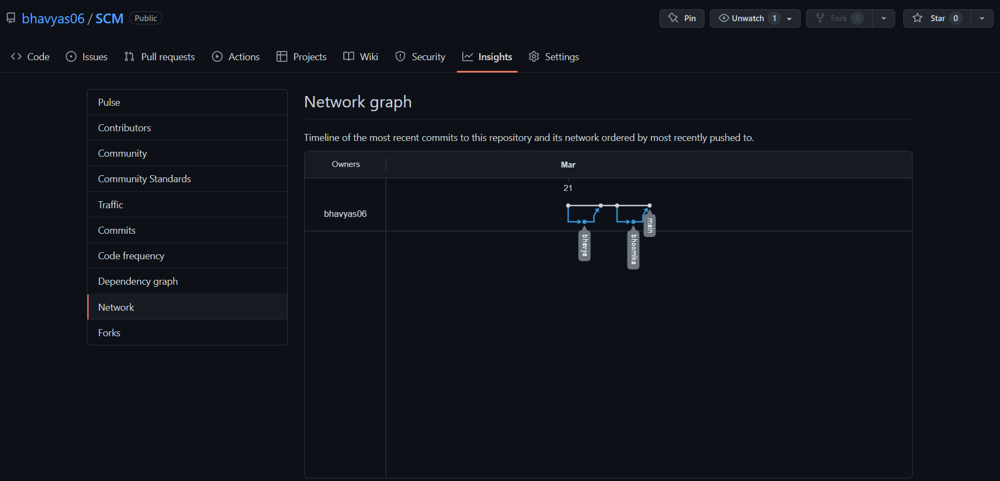 bhavyas06 / SCM Public Pin Unwatch 1 Fork 0 Star 0
Code Issues Pull requests Actions Projects Wiki Security Insights Settings
Pulse
Contributors
Community
Community Standards
Traffic
Commits
Code frequency
Dependency graph
Network
Forks
Network graph
Timeline of the most recent commits to this repository and its network ordered by most recently pushed to.
Owners Mar
21
bhavyas06
main
bhavya
bhoomika